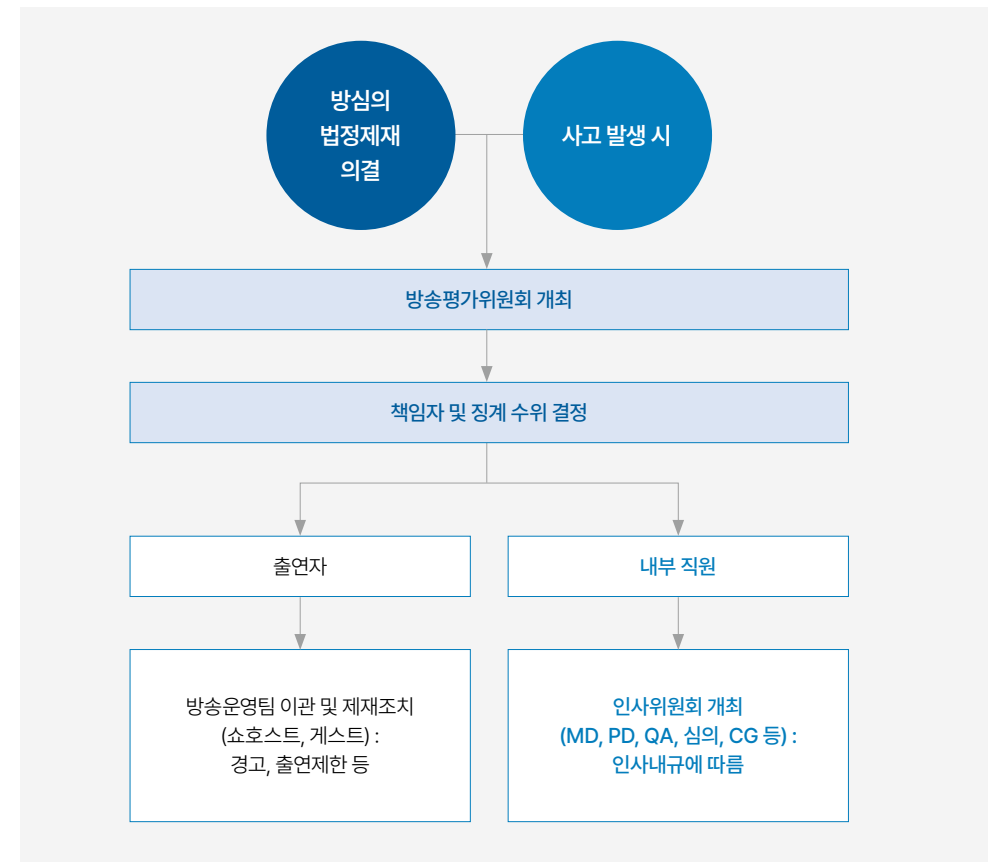 방심의
법정제재
의결
사고 발생 시
방송평가위원회 개최
책임자 및 징계 수위 결정
출연자
내부 직원
방송운영팀 이관 및 제재조치
(쇼호스트, 게스트) :
경고, 출연제한 등
인사위원회 개최
(MD, PD, QA, 심의, CG 등) :
인사내규에 따름